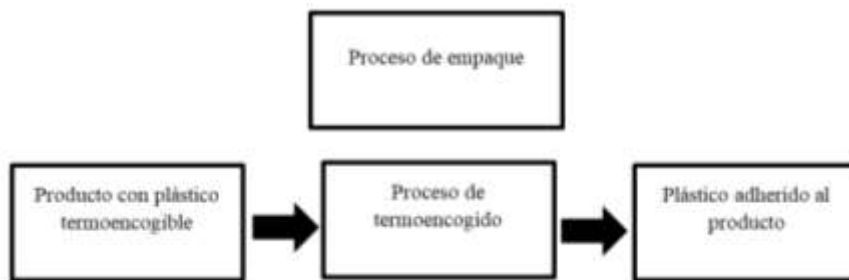 Proceso de empaque
Producto con plástico
termoencogible
Proceso de
termoencogido
Plástico adherido al
producto